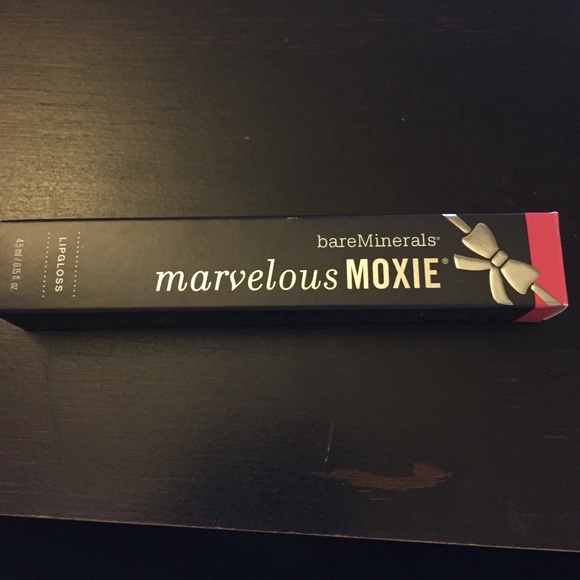 bareMinerals®
marvelous MOXIE®
LIPGLOSS
4.5 ml / 0.15 fl. oz